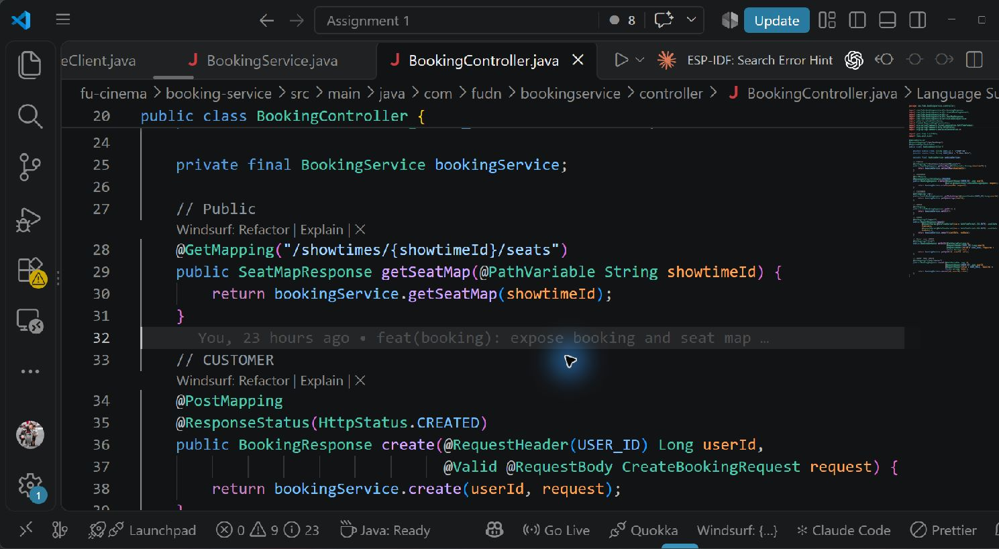 Assignment 1
8
Update
eClient.java
J BookingService.java
J BookingController.java
ESP-IDF: Search Error Hint
fu-cinema > booking-service > src > main > java > com > fudn > bookingservice > controller > J BookingController.java > Language Su
20 public class BookingController {
24
25 private final BookingService bookingService;
26
27 // Public
Windsurf: Refactor | Explain | X
28 @GetMapping("/showtimes/{showtimeId}/seats")
29 public SeatMapResponse getSeatMap(@PathVariable String showtimeId) {
30 return bookingService.getSeatMap(showtimeId);
31 }
32 You, 23 hours ago • feat(booking): expose booking and seat map …
33 // CUSTOMER
Windsurf: Refactor | Explain | X
34 @PostMapping
35 @ResponseStatus(HttpStatus.CREATED)
36 public BookingResponse create(@RequestHeader(USER_ID) Long userId,
37 @Valid @RequestBody CreateBookingRequest request) {
38 return bookingService.create(userId, request);
39 }
1
Launchpad 0 9 23 Java: Ready Go Live Quokka Windsurf: {...} Claude Code Prettier